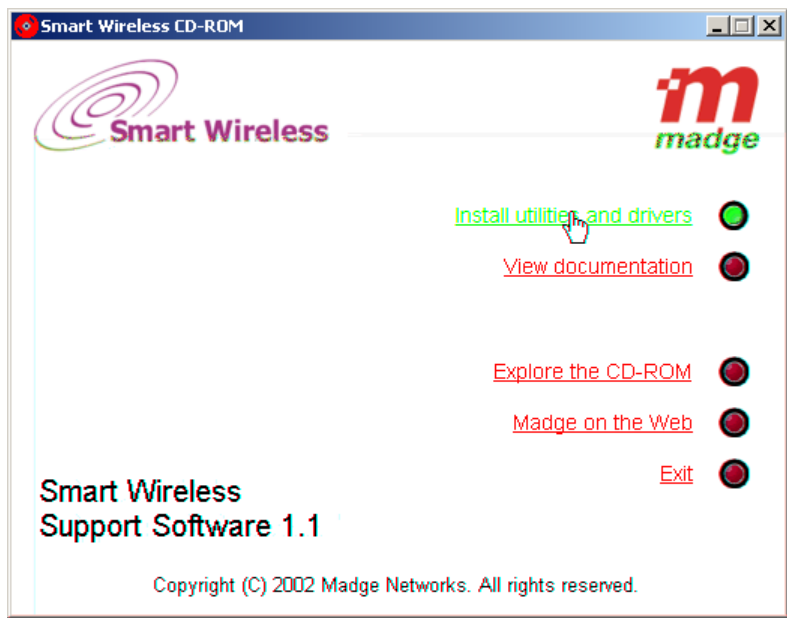 Smart Wireless CD-ROM
Smart Wireless
madge
Install utilities and drivers
View documentation
Explore the CD-ROM
Madge on the Web
Exit
Smart Wireless
Support Software 1.1
Copyright (C) 2002 Madge Networks. All rights reserved.